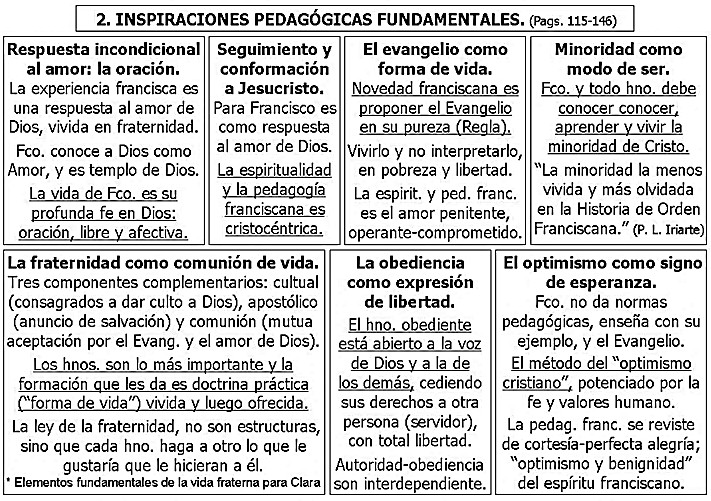 2. INSPIRACIONES PEDAGÓGICAS FUNDAMENTALES. (Pags. 115-146)
Respuesta incondicional
al amor: la oración.
La experiencia francisca es
una respuesta al amor de
Dios, vivida en fraternidad.
Fco. conoce a Dios como
Amor, y es templo de Dios.
La vida de Fco. es su
profunda fe en Dios:
oración, libre y afectiva.
Seguimiento y
conformación
a Jesucristo.
Para Francisco es
como respuesta
al amor de Dios.
La espiritualidad
y la pedagogía
franciscana es
cristocéntrica.
El evangelio como
forma de vida.
Novedad franciscana es
proponer el Evangelio
en su pureza (Regla).
Vivirlo y no interpretarlo,
en pobreza y libertad.
La espirit. y ped. franc.
es el amor penitente,
operante-comprometido.
Minoridad como
modo de ser.
Fco. y todo hno. debe
conocer conocer,
aprender y vivir la
minoridad de Cristo.
“La minoridad la menos
vivida y más olvidada
en la Historia de Orden
Franciscana.” (P. L. Iriarte)
La fraternidad como comunión de vida.
Tres componentes complementarios: cultual
(consagrados a dar culto a Dios), apostólico
(anuncio de salvación) y comunión (mutua
aceptación por el Evang. y el amor de Dios).
Los hnos. son lo más importante y la
formación que les da es doctrina práctica
(“forma de vida”) vivida y luego ofrecida.
La ley de la fraternidad, no son estructuras,
sino que cada hno. haga a otro lo que le
gustaría que le hicieran a él.
* Elementos fundamentales de la vida fraterna para Clara
La obediencia
como expresión
de libertad.
El hno. obediente
está abierto a la voz
de Dios y a la de
los demás, cediendo
sus derechos a otra
persona (servidor),
con total libertad.
Autoridad-obediencia
son interdependiente.
El optimismo como signo
de esperanza.
Fco. no da normas
pedagógicas, enseña con su
ejemplo, y el Evangelio.
El método del “optimismo
cristiano”, potenciado por la
fe y valores humano.
La pedag. franc. se reviste
de cortesía-perfecta alegría;
“optimismo y benignidad”
del espíritu franciscano.